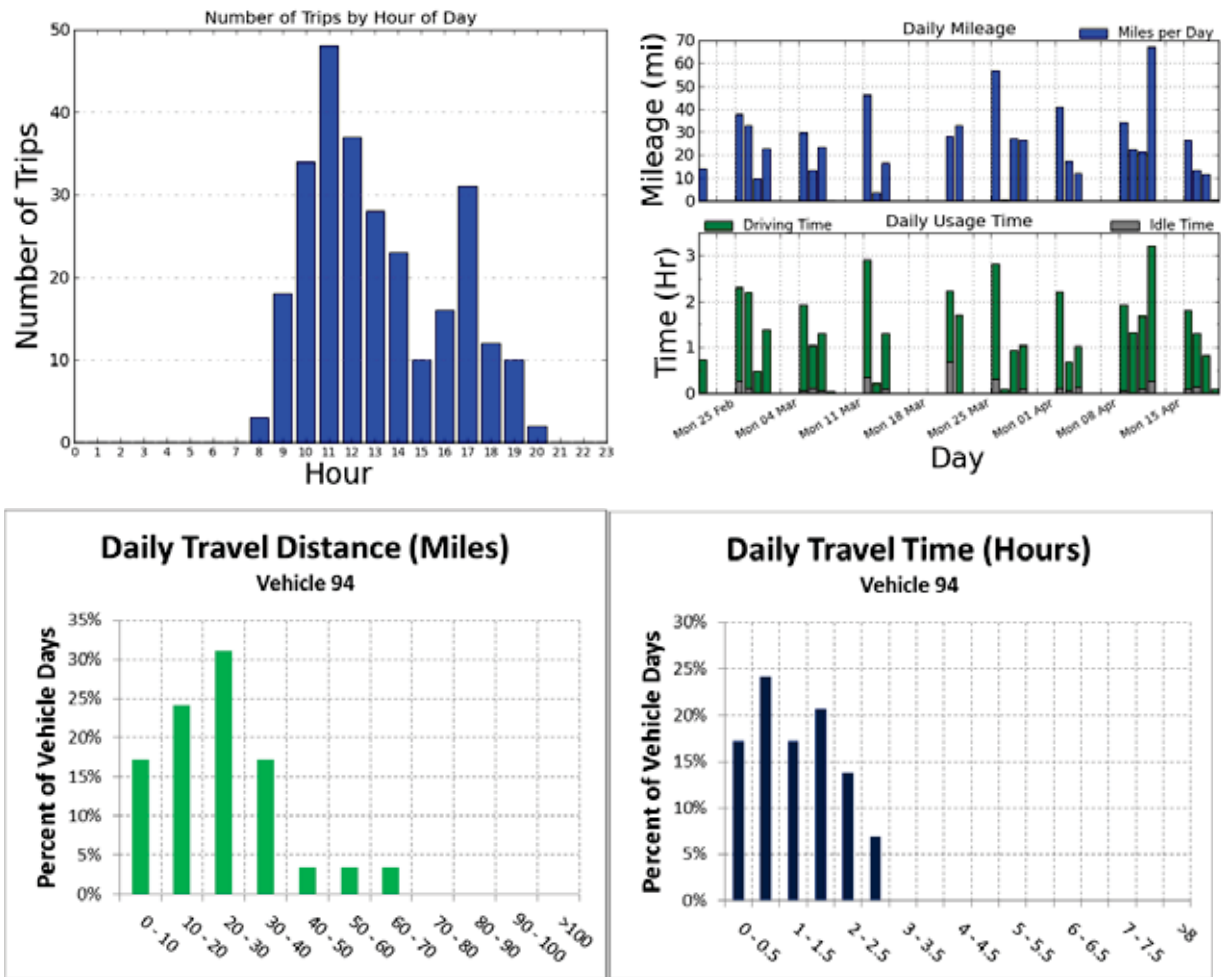 Number of Trips by Hour of Day
50
40
30
20
10
0
Number of Trips
0 1 2 3 4 5 6 7 8 9 10 11 12 13 14 15 16 17 18 19 20 21 22 23
Hour
Daily Mileage
Miles per Day
70
60
50
40
30
20
10
0
Mileage (mi)
Driving Time
Daily Usage Time
Idle Time
3
2
1
0
Time (Hr)
Mon 25 Feb
Mon 04 Mar
Mon 11 Mar
Mon 18 Mar
Mon 25 Mar
Mon 01 Apr
Mon 08 Apr
Mon 15 Apr
Day
Daily Travel Distance (Miles)
Vehicle 94
35%
30%
25%
20%
15%
10%
5%
0%
Percent of Vehicle Days
0 - 10
10 - 20
20 - 30
30 - 40
40 - 50
50 - 60
60 - 70
70 - 80
80 - 90
90 - 100
>100
Daily Travel Time (Hours)
Vehicle 94
30%
25%
20%
15%
10%
5%
0%
Percent of Vehicle Days
0 - 0.5
1 - 1.5
2 - 2.5
3 - 3.5
4 - 4.5
5 - 5.5
6 - 6.5
7 - 7.5
>8